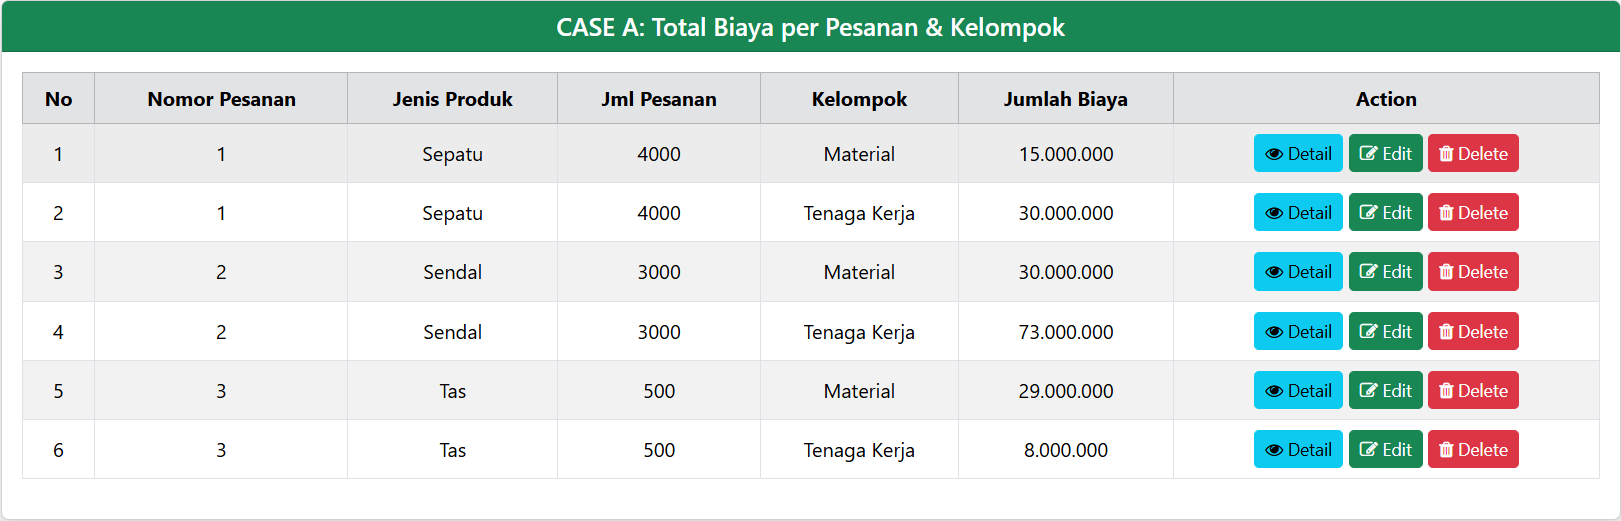 CASE A: Total Biaya per Pesanan & Kelompok
No Nomor Pesanan Jenis Produk Jml Pesanan Kelompok Jumlah Biaya Action
1 1 Sepatu 4000 Material 15.000.000 Detail Edit Delete
2 1 Sepatu 4000 Tenaga Kerja 30.000.000 Detail Edit Delete
3 2 Sendal 3000 Material 30.000.000 Detail Edit Delete
4 2 Sendal 3000 Tenaga Kerja 73.000.000 Detail Edit Delete
5 3 Tas 500 Material 29.000.000 Detail Edit Delete
6 3 Tas 500 Tenaga Kerja 8.000.000 Detail Edit Delete